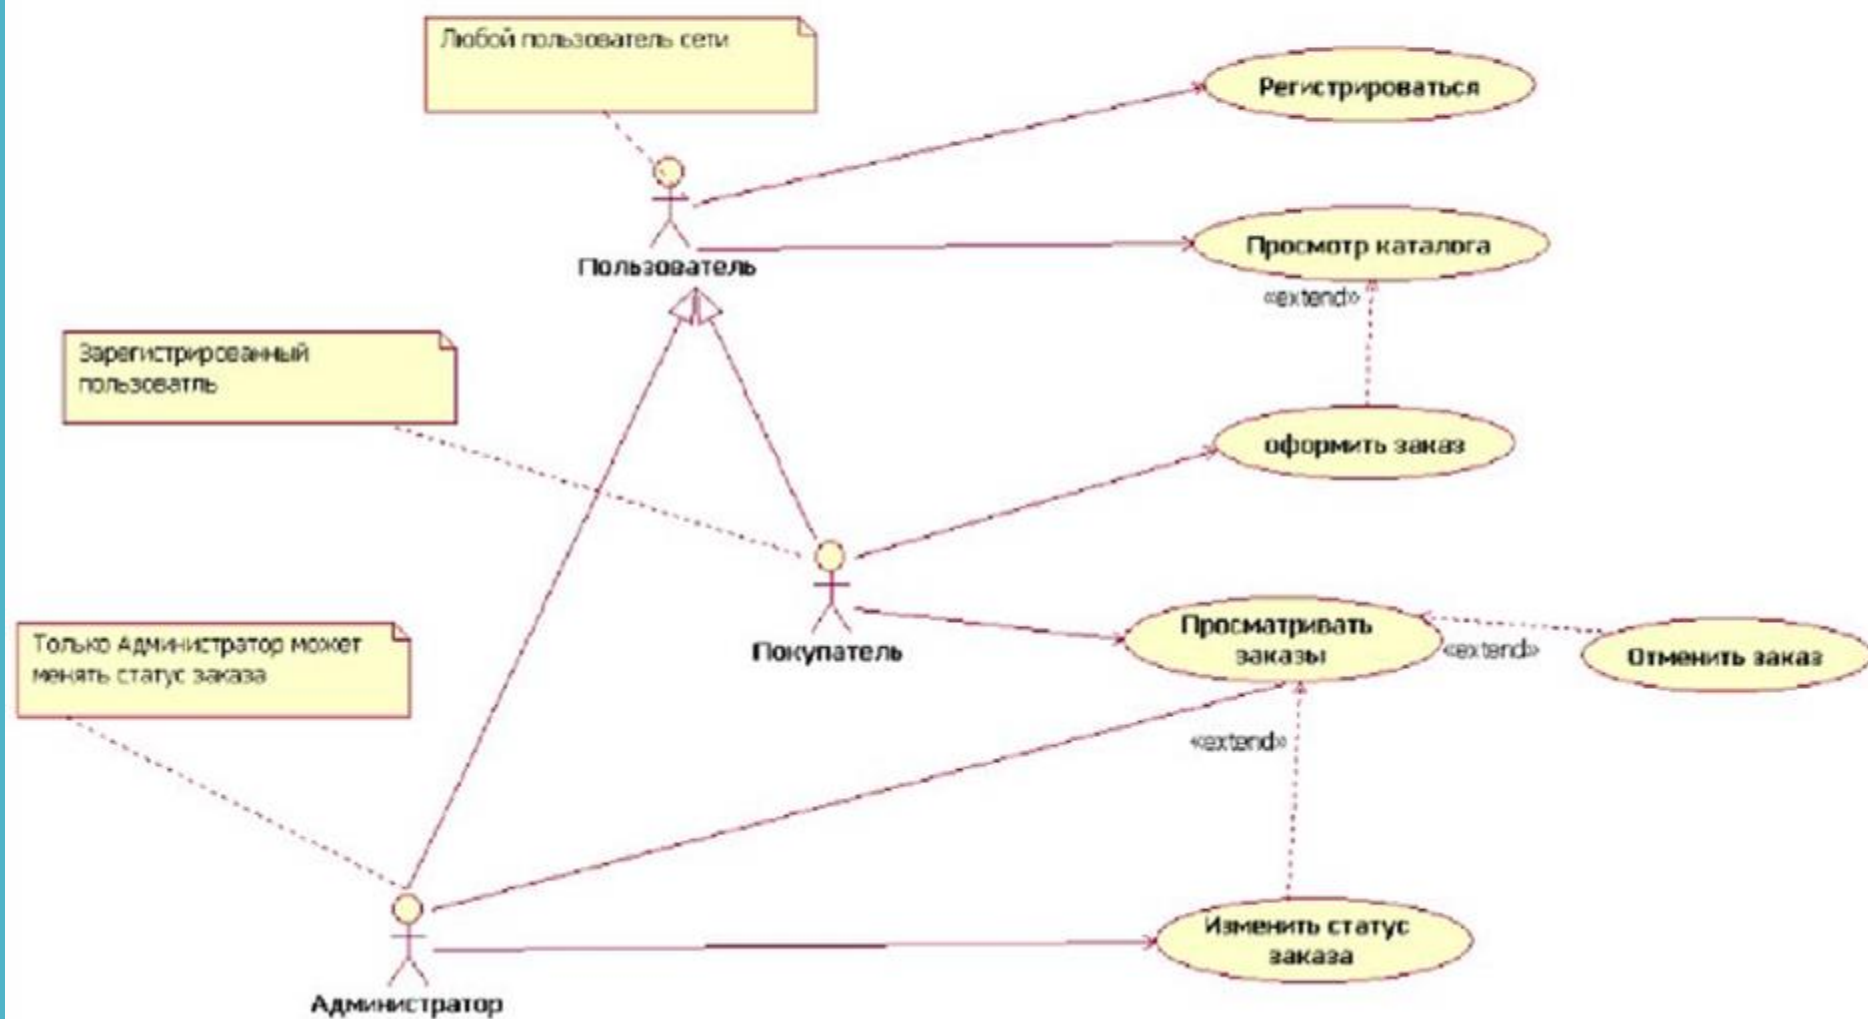 Любой пользователь сети
Регистрироваться
Просмотр каталога
Пользователь
«extend»
Зарегистрированный
пользоватль
оформить заказ
Только Администратор может
менять статус заказа
Покупатель
Просматривать
заказы
«extend»
Отменить заказ
«extend»
Изменить статус
заказа
Администратор